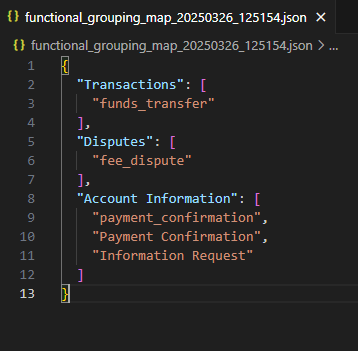 {} functional_grouping_map_20250326_125154.json ×
{} functional_grouping_map_20250326_125154.json > ...
1 {
2 "Transactions": [
3 "funds_transfer"
4 ],
5 "Disputes": [
6 "fee_dispute"
7 ],
8 "Account Information": [
9 "payment_confirmation",
10 "Payment Confirmation",
11 "Information Request"
12 ]
13 }